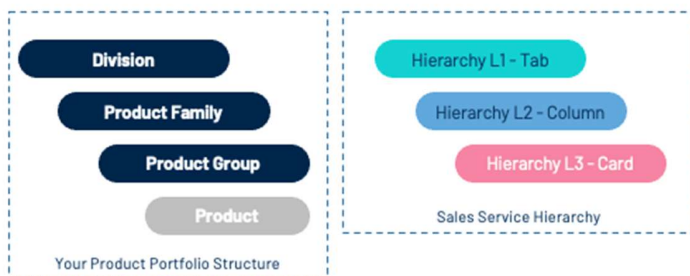 Division
Product Family
Product Group
Product
Your Product Portfolio Structure
Hierarchy L1 - Tab
Hierarchy L2 - Column
Hierarchy L3 - Card
Sales Service Hierarchy